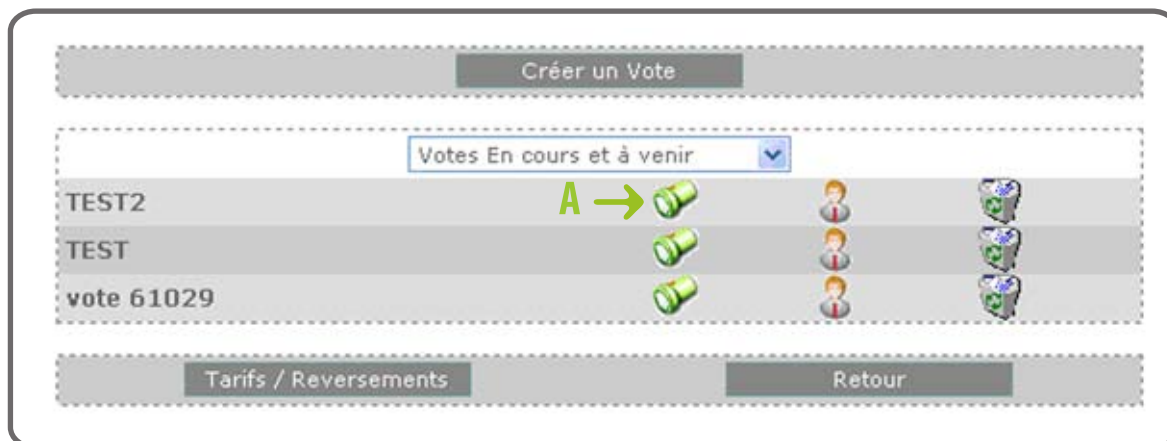 Créer un Vote
Votes En cours et à venir
TEST2 A
TEST
vote 61029
Tarifs / Reversements Retour